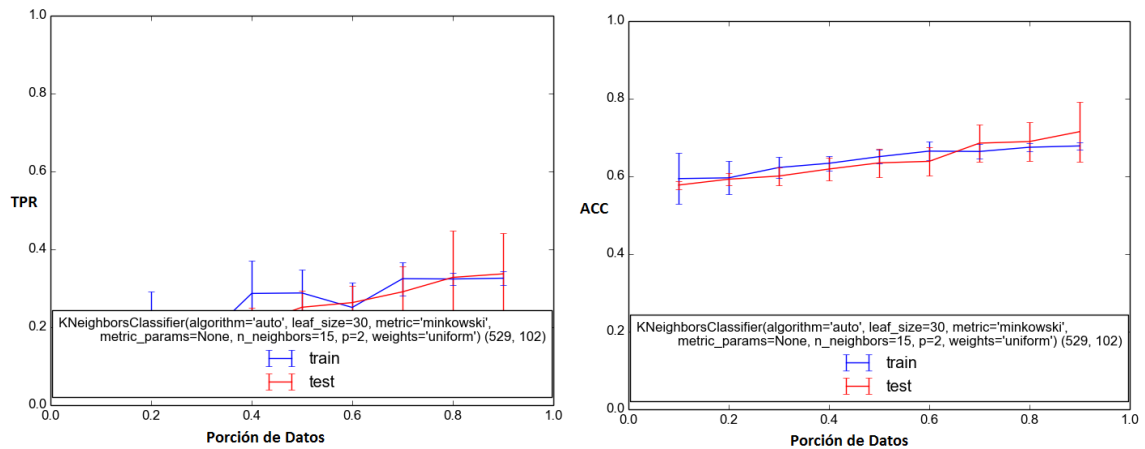 1.0
0.8
0.6
TPR
0.4
0.2
0.0
KNeighborsClassifier(algorithm='auto', leaf_size=30, metric='minkowski',
metric_params=None, n_neighbors=15, p=2, weights='uniform') (529, 102)
train
test
0.2 0.4 0.6 0.8 1.0
Porción de Datos
1.0
0.8
0.6
ACC
0.4
0.2
0.0
KNeighborsClassifier(algorithm='auto', leaf_size=30, metric='minkowski',
metric_params=None, n_neighbors=15, p=2, weights='uniform') (529, 102)
train
test
0.0 0.2 0.4 0.6 0.8 1.0
Porción de Datos